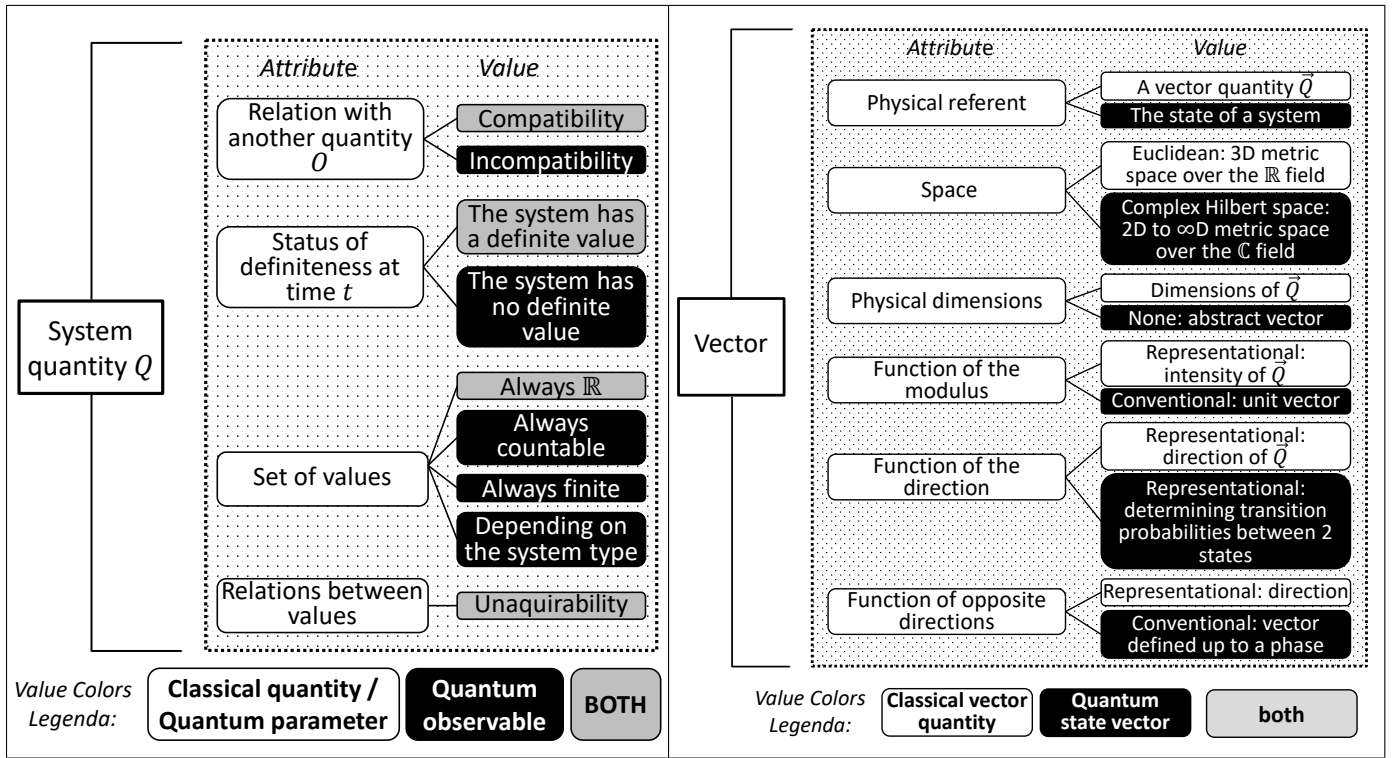 Attribute Value
Relation with
another quantity
O
Compatibility
Incompatibility
Status of
definiteness at
time t
The system has
a definite value
The system has
no definite
value
System
quantity Q
Set of values
Always ℝ
Always
countable
Always finite
Depending on
the system type
Relations between
values
Unaquirability
Value Colors
Legenda:
Classical quantity /
Quantum parameter
Quantum
observable
BOTH
Attribute Value
Physical referent
A vector quantity Q⃗
The state of a system
Space
Euclidean: 3D metric
space over the ℝ field
Complex Hilbert space:
2D to ∞D metric space
over the ℂ field
Vector
Physical dimensions
Dimensions of Q⃗
None: abstract vector
Function of the
modulus
Representational:
intensity of Q⃗
Conventional: unit vector
Function of the
direction
Representational:
direction of Q⃗
Representational:
determining transition
probabilities between 2
states
Function of opposite
directions
Representational: direction
Conventional: vector
defined up to a phase
Value Colors
Legenda:
Classical vector
quantity
Quantum
state vector
both